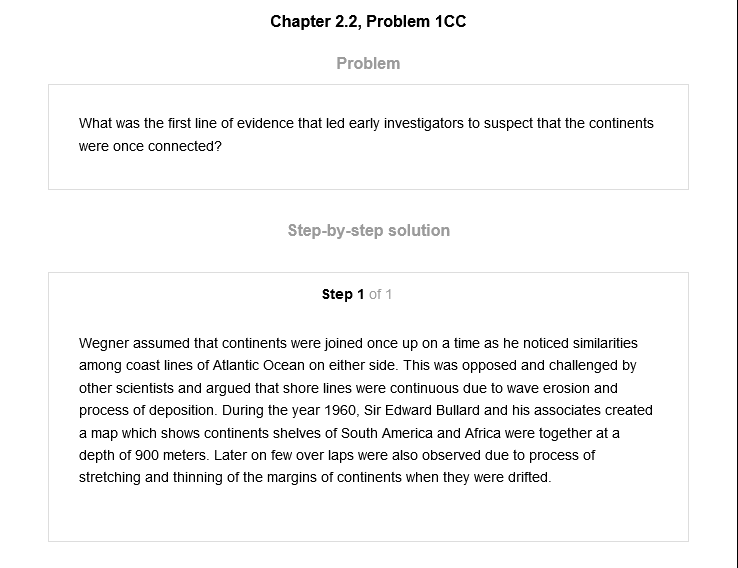 Chapter 2.2, Problem 1CC
Problem
What was the first line of evidence that led early investigators to suspect that the continents
were once connected?
Step-by-step solution
Step 1 of 1
Wegner assumed that continents were joined once up on a time as he noticed similarities
among coast lines of Atlantic Ocean on either side. This was opposed and challenged by
other scientists and argued that shore lines were continuous due to wave erosion and
process of deposition. During the year 1960, Sir Edward Bullard and his associates created
a map which shows continents shelves of South America and Africa were together at a
depth of 900 meters. Later on few over laps were also observed due to process of
stretching and thinning of the margins of continents when they were drifted.